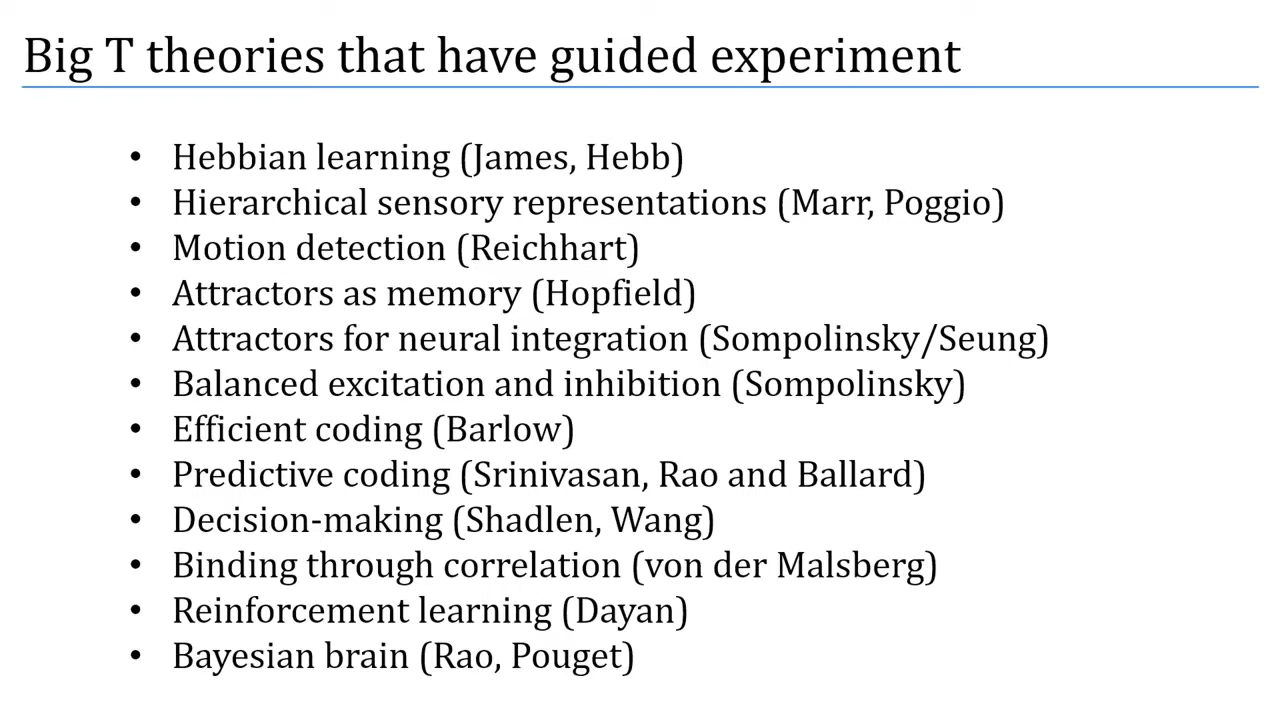 Big T theories that have guided experiment
• Hebbian learning (James, Hebb)
• Hierarchical sensory representations (Marr, Poggio)
• Motion detection (Reichhart)
• Attractors as memory (Hopfield)
• Attractors for neural integration (Sompolinsky/Seung)
• Balanced excitation and inhibition (Sompolinsky)
• Efficient coding (Barlow)
• Predictive coding (Srinivasan, Rao and Ballard)
• Decision-making (Shadlen, Wang)
• Binding through correlation (von der Malsberg)
• Reinforcement learning (Dayan)
• Bayesian brain (Rao, Pouget)